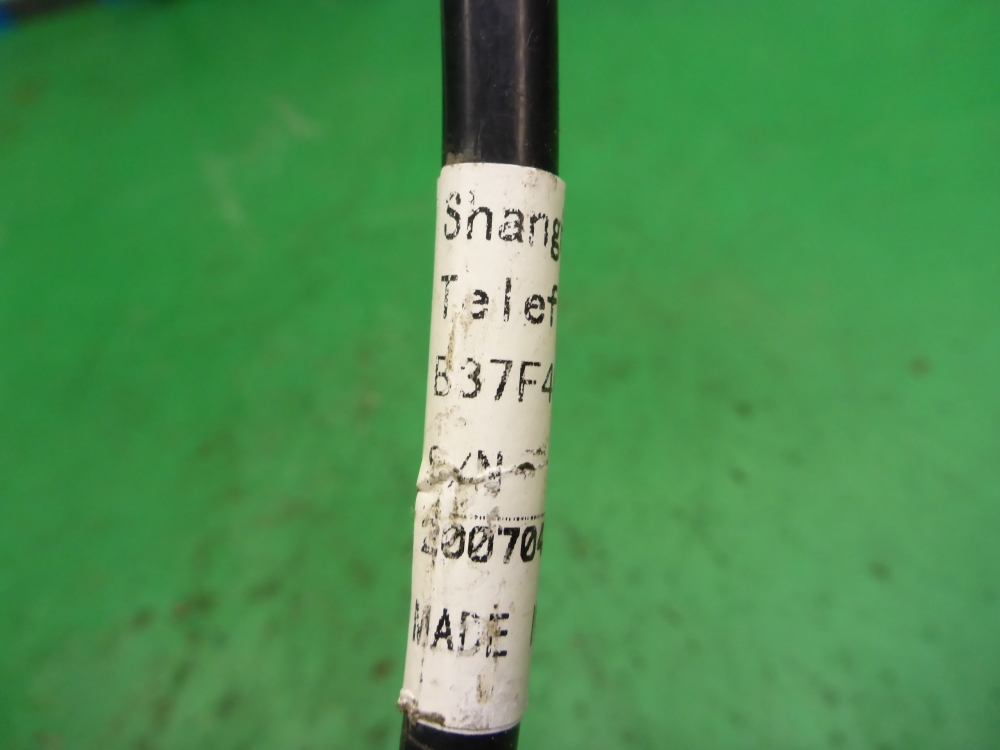 Shang
Telef
B37F4
S/N
200704
MADE